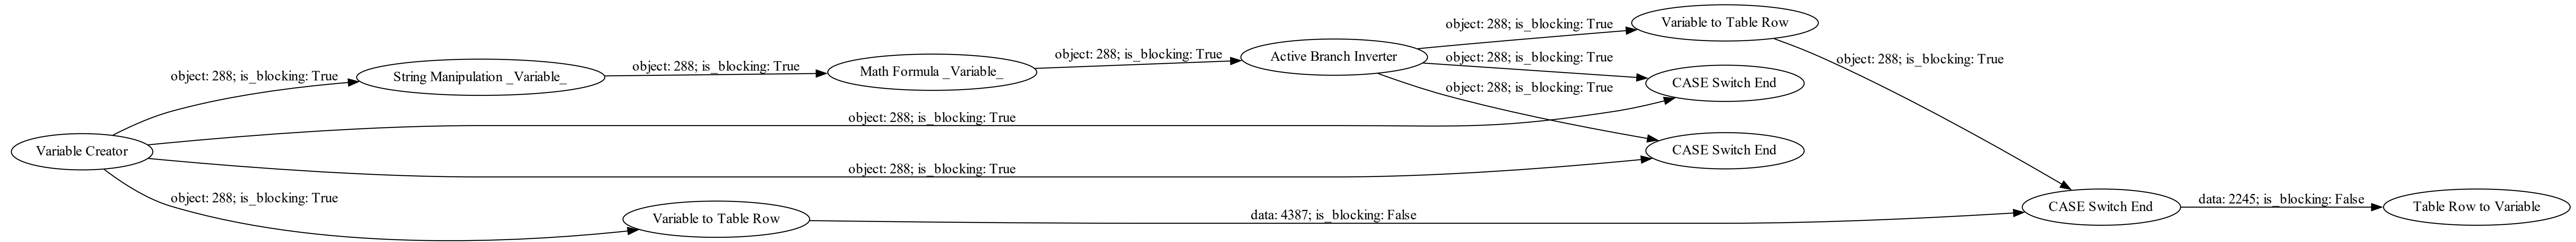 Variable Creator
object: 288; is_blocking: True
String Manipulation _Variable_
object: 288; is_blocking: True
Math Formula _Variable_
object: 288; is_blocking: True
Active Branch Inverter
object: 288; is_blocking: True
Variable to Table Row
object: 288; is_blocking: True
object: 288; is_blocking: True
CASE Switch End
object: 288; is_blocking: True
object: 288; is_blocking: True
CASE Switch End
object: 288; is_blocking: True
object: 288; is_blocking: True
Variable to Table Row
data: 4387; is_blocking: False
CASE Switch End
data: 2245; is_blocking: False
Table Row to Variable